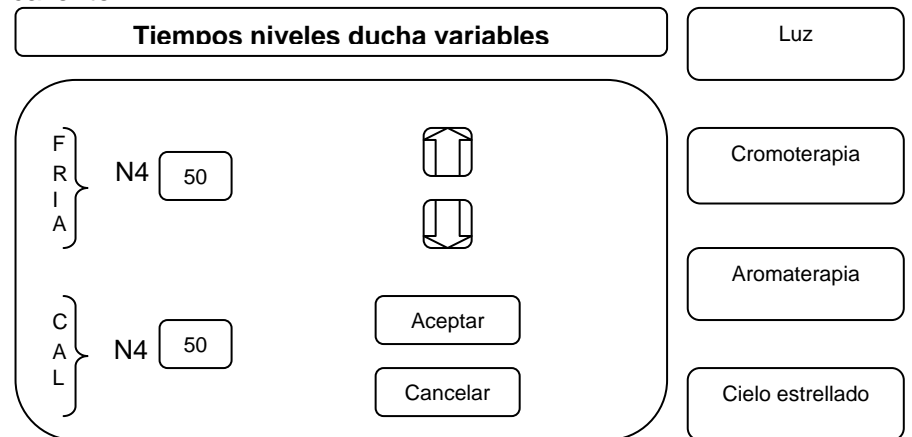 Tiempos niveles ducha variables
Luz
F
R
I
A
N4 50
Cromoterapia
Aromaterapia
C
A
L
N4 50
Aceptar
Cancelar
Cielo estrellado